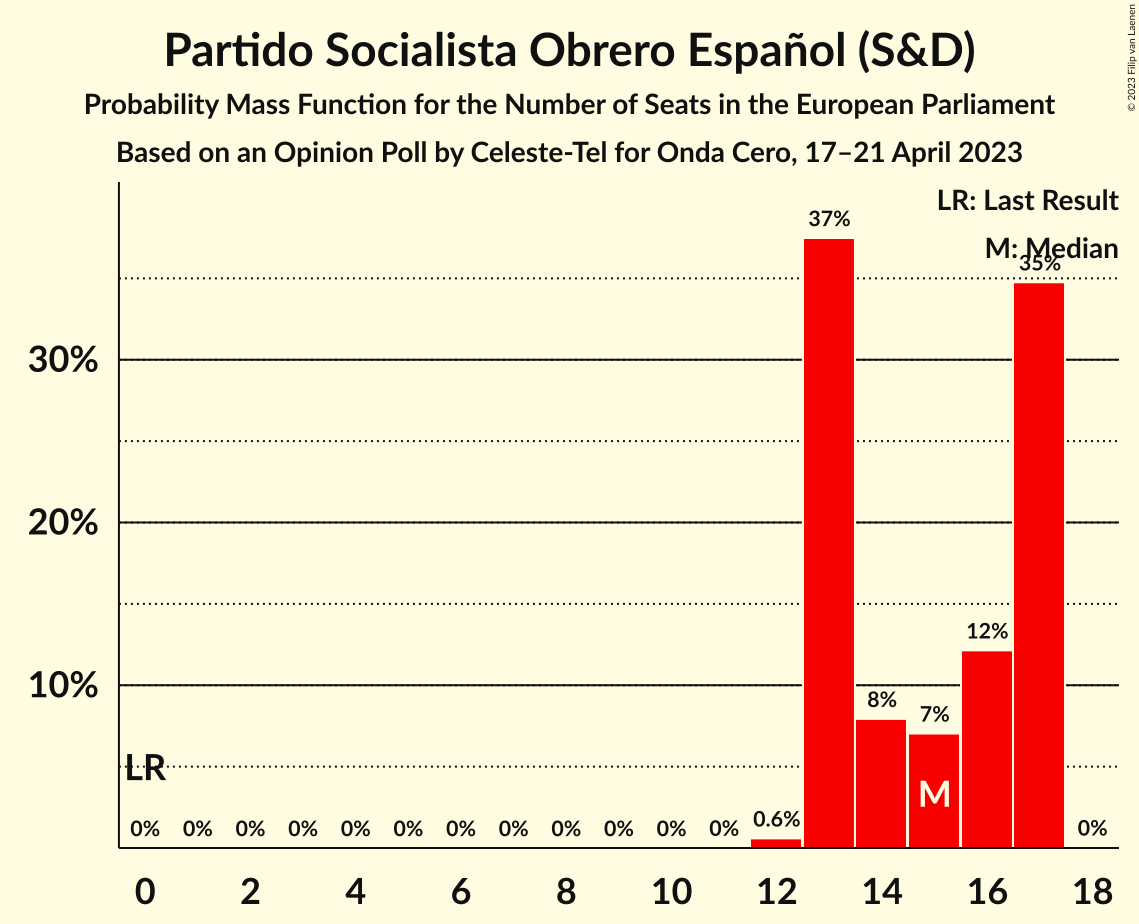 Partido Socialista Obrero Español (S&D)
Probability Mass Function for the Number of Seats in the European Parliament
Based on an Opinion Poll by Celeste-Tel for Onda Cero, 17–21 April 2023
© 2023 Filip van Laenen
LR: Last Result
M: Median
37%
35%
30%
20%
12%
10%
8%
7%
LR
M
0% 0% 0% 0% 0% 0% 0% 0% 0% 0% 0% 0% 0.6% 0%
0 2 4 6 8 10 12 14 16 18